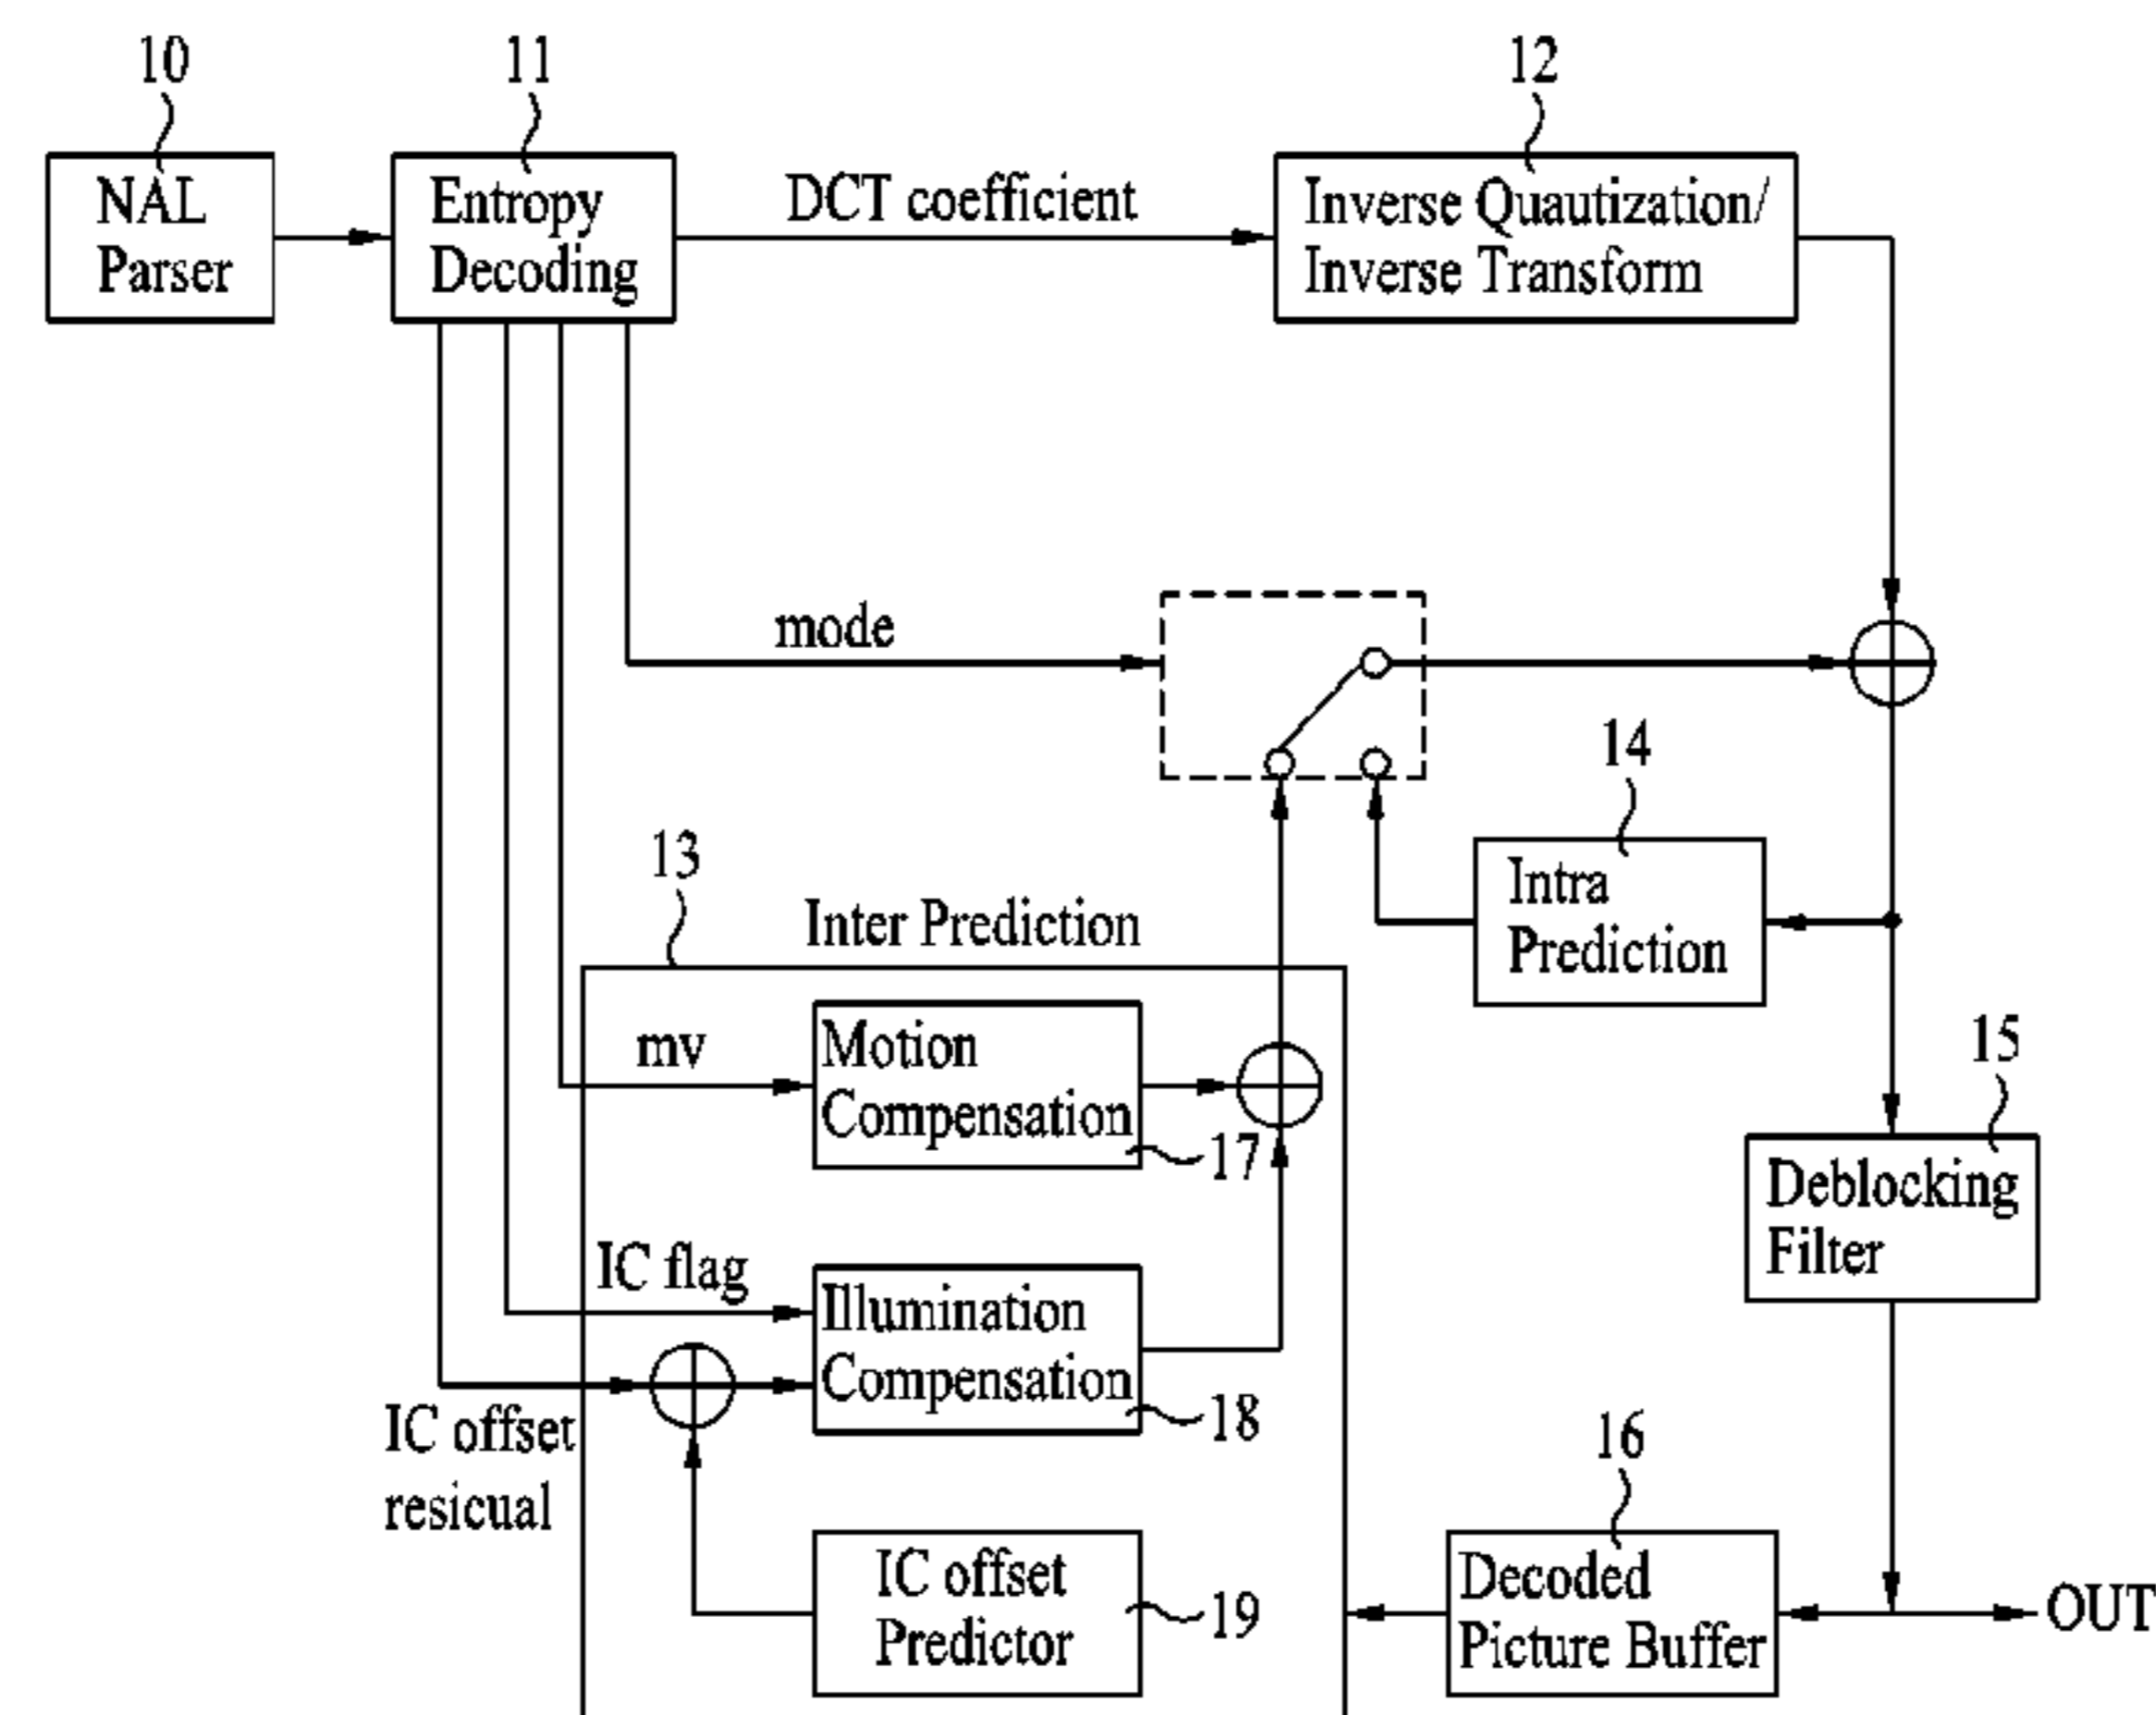 10
11
12
NAL
Parser
Entropy
Decoding
DCT coefficient
Inverse Quautization/
Inverse Transform
mode
14
Intra
Prediction
13
Inter Prediction
mv
Motion
Compensation
17
15
Deblocking
Filter
IC flag
Illumination
Compensation
18
IC offset
resicual
16
IC offset
Predictor
19
Decoded
Picture Buffer
OUT